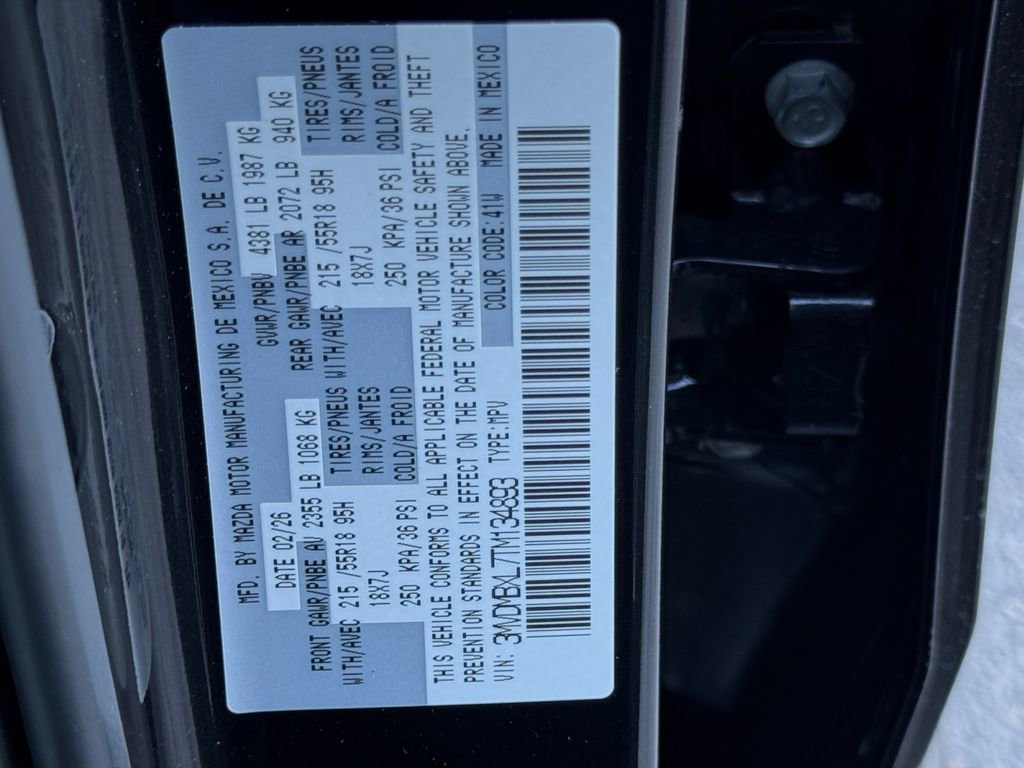 MFD. BY MAZDA MOTOR MANUFACTURING DE MEXICO S.A. DE C.V.
DATE 02/26 GVWR/PNBV 4381 LB 1987 KG
FRONT GAWR/PNBE AV 2355 LB 1068 KG REAR GAWR/PNBE AR 2072 LB 940 KG
WITH/AVEC 215 /55R18 95H TIRES/PNEUS WITH/AVEC 215 /55R18 95H TIRES/PNEUS
18X7J RIMS/JANTES 18X7J RIMS/JANTES
250 KPA/36 PSI COLD/A FROID 250 KPA/36 PSI COLD/A FROID
THIS VEHICLE CONFORMS TO ALL APPLICABLE FEDERAL MOTOR VEHICLE SAFETY AND THEFT
PREVENTION STANDARDS IN EFFECT ON THE DATE OF MANUFACTURE SHOWN ABOVE.
VIN: 3MVDMBXL7TM134893 TYPE:MPV COLOR CODE:41W MADE IN MEXICO